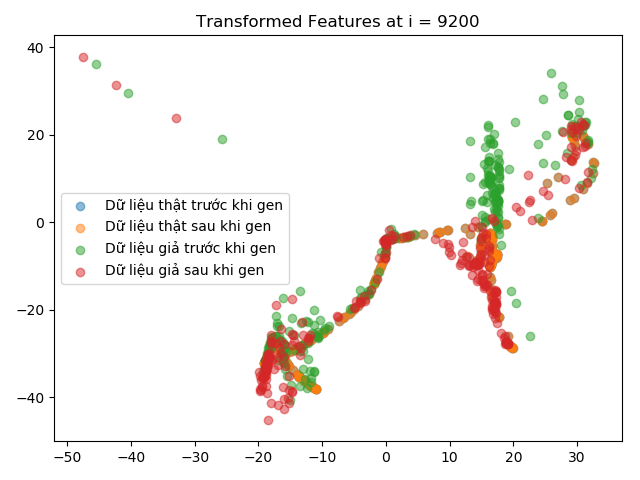 Transformed Features at i = 9200
40
20
0
−20
−40
Dữ liệu thật trước khi gen
Dữ liệu thật sau khi gen
Dữ liệu giả trước khi gen
Dữ liệu giả sau khi gen
−50 −40 −30 −20 −10 0 10 20 30